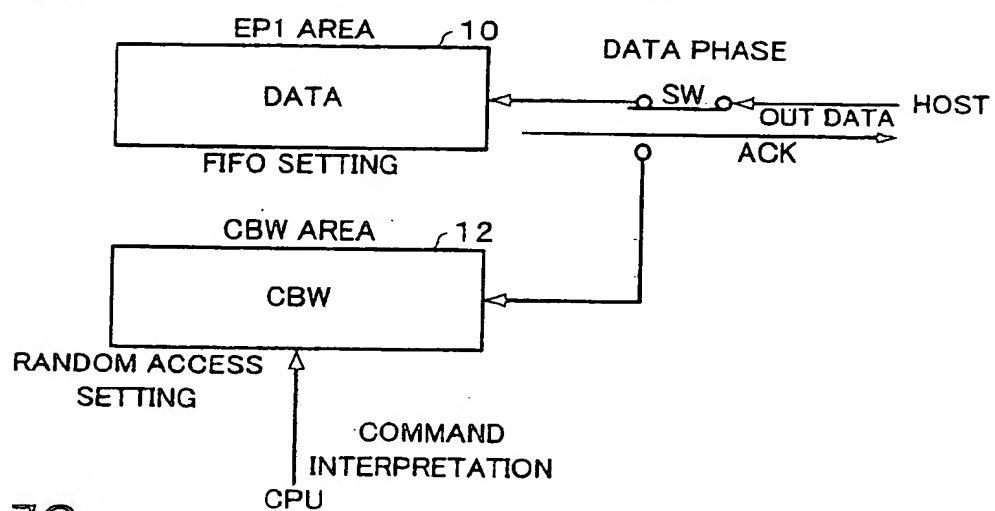 EP1 AREA
10
DATA PHASE
DATA
SW
HOST
OUT DATA
ACK
FIFO SETTING
CBW AREA
12
CBW
RANDOM ACCESS
SETTING
COMMAND
INTERPRETATION
CPU